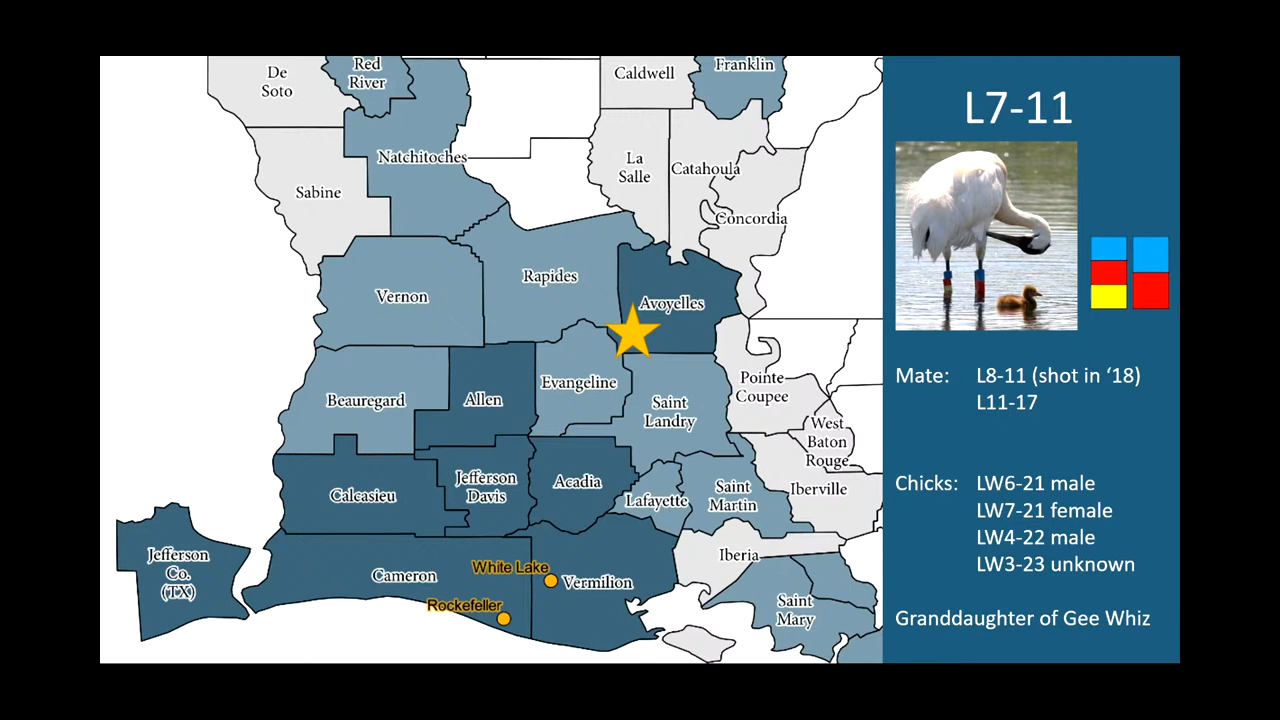 De
Soto
Red
River
Caldwell
Franklin
Natchitoches
La
Salle
Catahoula
Sabine
Concordia
Rapides
Vernon
Avoyelles
Evangeline
Pointe
Coupee
Beauregard
Allen
Saint
Landry
West
Baton
Rouge
Calcasieu
Jefferson
Davis
Acadia
Lafayette
Saint
Martin
Iberville
Jefferson
Co.
(TX)
Cameron
White Lake
Vermilion
Iberia
Rockefeller
Saint
Mary
L7-11
Mate: L8-11 (shot in ‘18)
L11-17
Chicks: LW6-21 male
LW7-21 female
LW4-22 male
LW3-23 unknown
Granddaughter of Gee Whiz